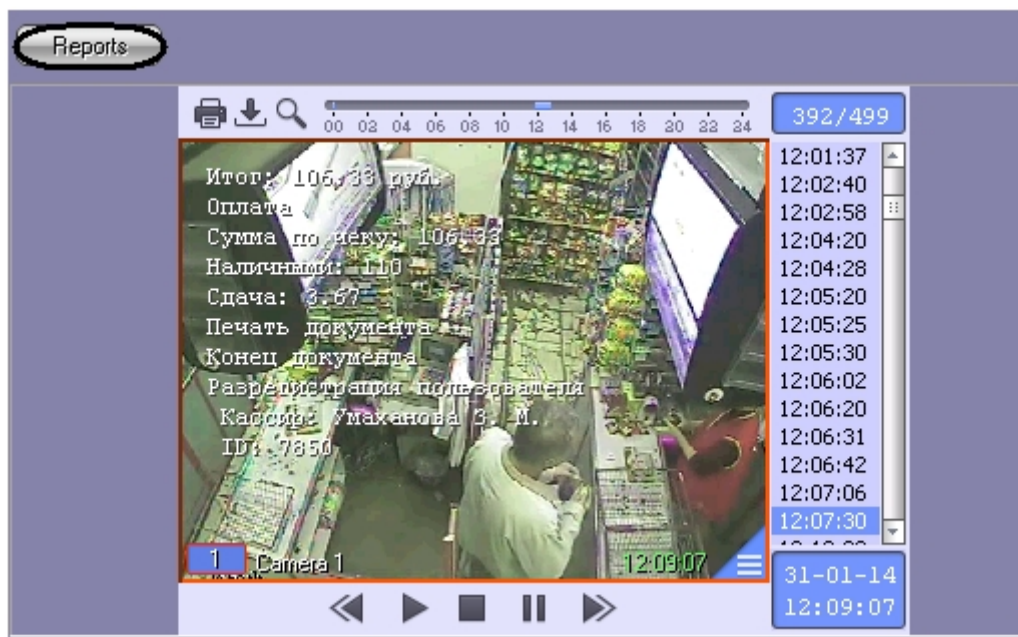 Reports
00 02 04 06 08 10 12 14 16 18 20 22 24
392/499
Итог: 106,33 руб.
Оплата
Сумма по чеку: 106.33
Наличными: 110
Сдача: 3.67
Печать документа
Конец документа
Разрегистрация пользователя
Кассир: Умаханова З. М.
ID: 7850
1 Camera 1 12:09:07
12:01:37
12:02:40
12:02:58
12:04:20
12:04:28
12:05:20
12:05:25
12:05:30
12:06:02
12:06:20
12:06:31
12:06:42
12:07:06
12:07:30
31-01-14
12:09:07